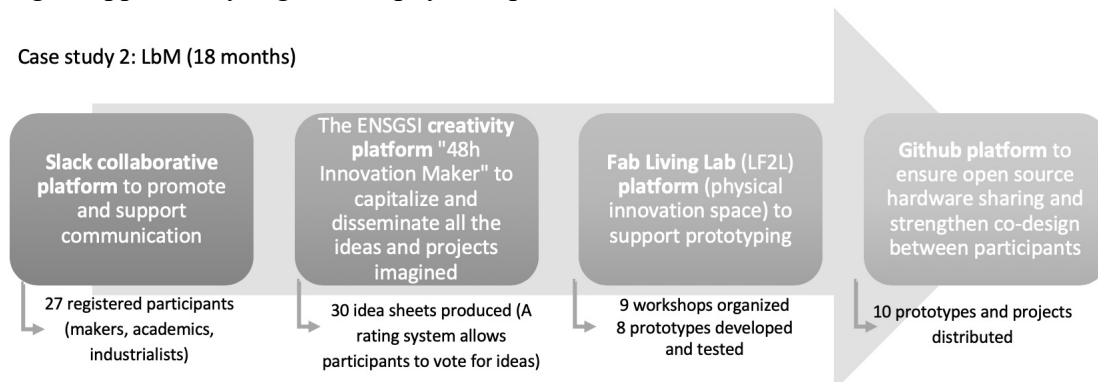 Case study 2: LbM (18 months)
Slack collaborative
platform to promote
and support
communication
27 registered participants
(makers, academics,
industrialists)
The ENSGSI creativity
platform "48h
Innovation Maker" to
capitalize and
disseminate all the
ideas and projects
imagined
30 idea sheets produced (A
rating system allows
participants to vote for ideas)
Fab Living Lab (LF2L)
platform (physical
innovation space) to
support prototyping
9 workshops organized
8 prototypes developed
and tested
Github platform to
ensure open source
hardware sharing and
strengthen co-design
between participants
10 prototypes and projects
distributed